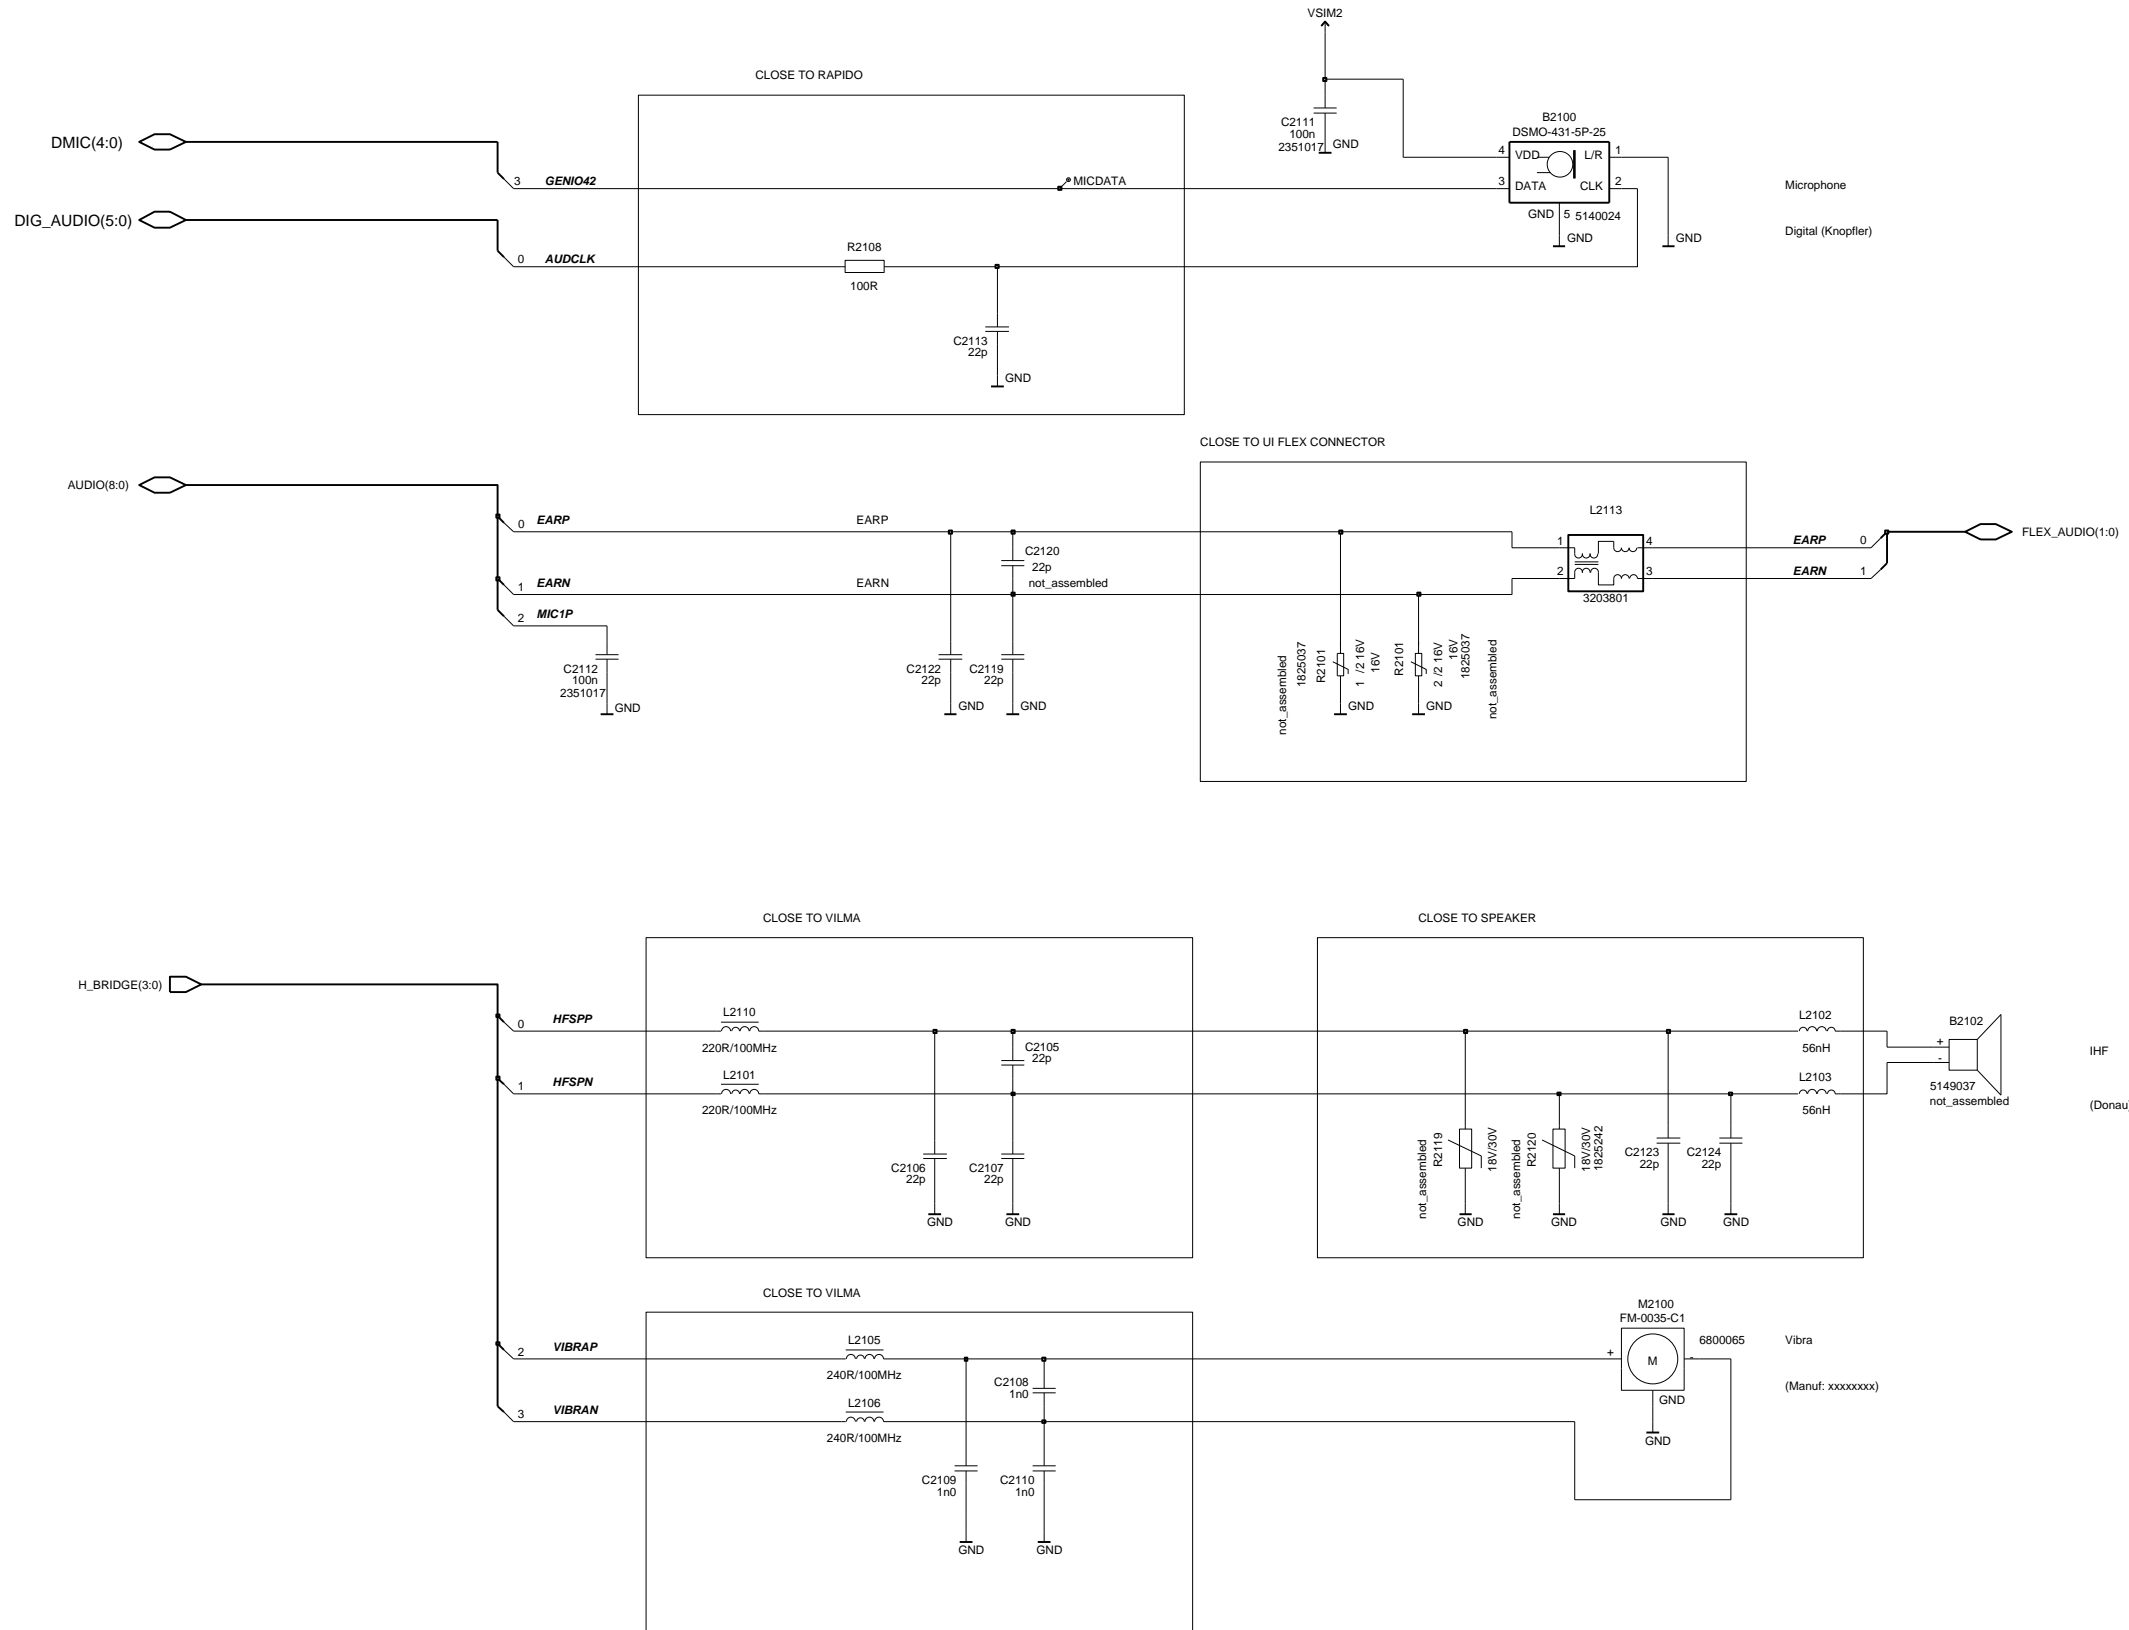 VSIM2
CLOSE TO RAPIDO
C2111
100n
2351017
GND
B2100
DSMO-431-5P-25
4 VDD L/R 1
3 DATA CLK 2
GND 5 5140024
GND
GND
Microphone
Digital (Knopfler)
DMIC(4:0)
3 GENIO42
MICDATA
DIG_AUDIO(5:0)
0 AUDCLK
R2108
100R
C2113
22p
GND
CLOSE TO UI FLEX CONNECTOR
AUDIO(8:0)
0 EARP
EARP
C2120
22p
not_assembled
1 EARN
EARN
2 MIC1P
C2112
100n
2351017
GND
C2122
22p
GND
C2119
22p
GND
not_assembled
1825037
R2101
1 /2 16V
16V
GND
R2101
2 /2 16V
16V
1825037
not_assembled
GND
L2113
1 4
2 3
3203801
EARP 0
EARN 1
FLEX_AUDIO(1:0)
CLOSE TO VILMA
CLOSE TO SPEAKER
H_BRIDGE(3:0)
0 HFSPP
L2110
220R/100MHz
1 HFSPN
L2101
220R/100MHz
C2105
22p
C2106
22p
GND
C2107
22p
GND
not_assembled
R2119
18V/30V
GND
not_assembled
R2120
18V/30V
1825242
GND
C2123
22p
GND
C2124
22p
GND
L2102
56nH
L2103
56nH
B2102
+
-
5149037
not_assembled
IHF
(Donau)
CLOSE TO VILMA
2 VIBRAP
L2105
240R/100MHz
3 VIBRAN
L2106
240R/100MHz
C2108
1n0
C2109
1n0
GND
C2110
1n0
GND
M2100
FM-0035-C1
6800065
+ M -
GND
GND
Vibra
(Manuf: xxxxxxxx)